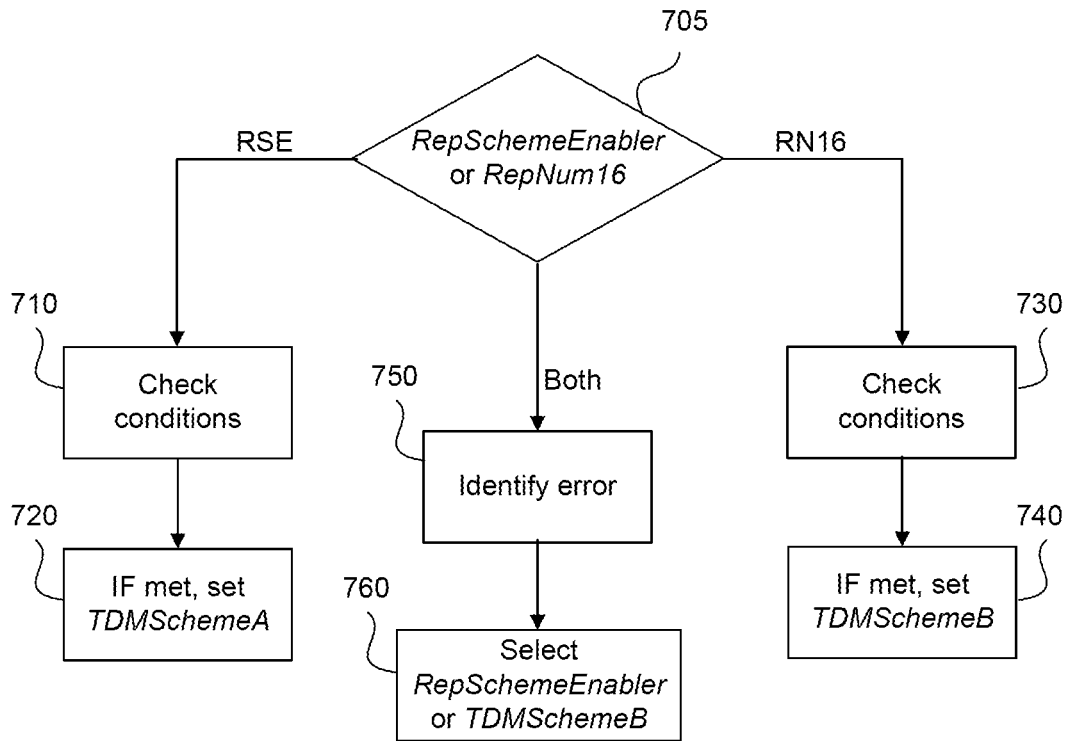 705
RepSchemeEnabler
or RepNum16
RSE
RN16
710
Check
conditions
720
IF met, set
TDMSchemeA
Both
750
Identify error
760
Select
RepSchemeEnabler
or TDMSchemeB
730
Check
conditions
740
IF met, set
TDMSchemeB